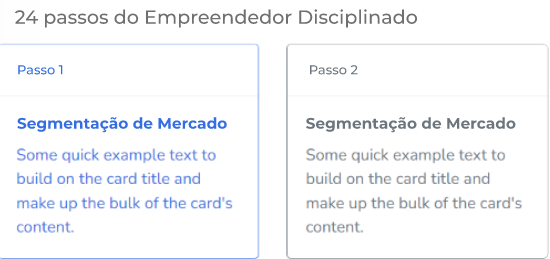 24 passos do Empreendedor Disciplinado
Passo 1
Segmentação de Mercado
Some quick example text to
build on the card title and
make up the bulk of the card's
content.
Passo 2
Segmentação de Mercado
Some quick example text to
build on the card title and
make up the bulk of the card's
content.